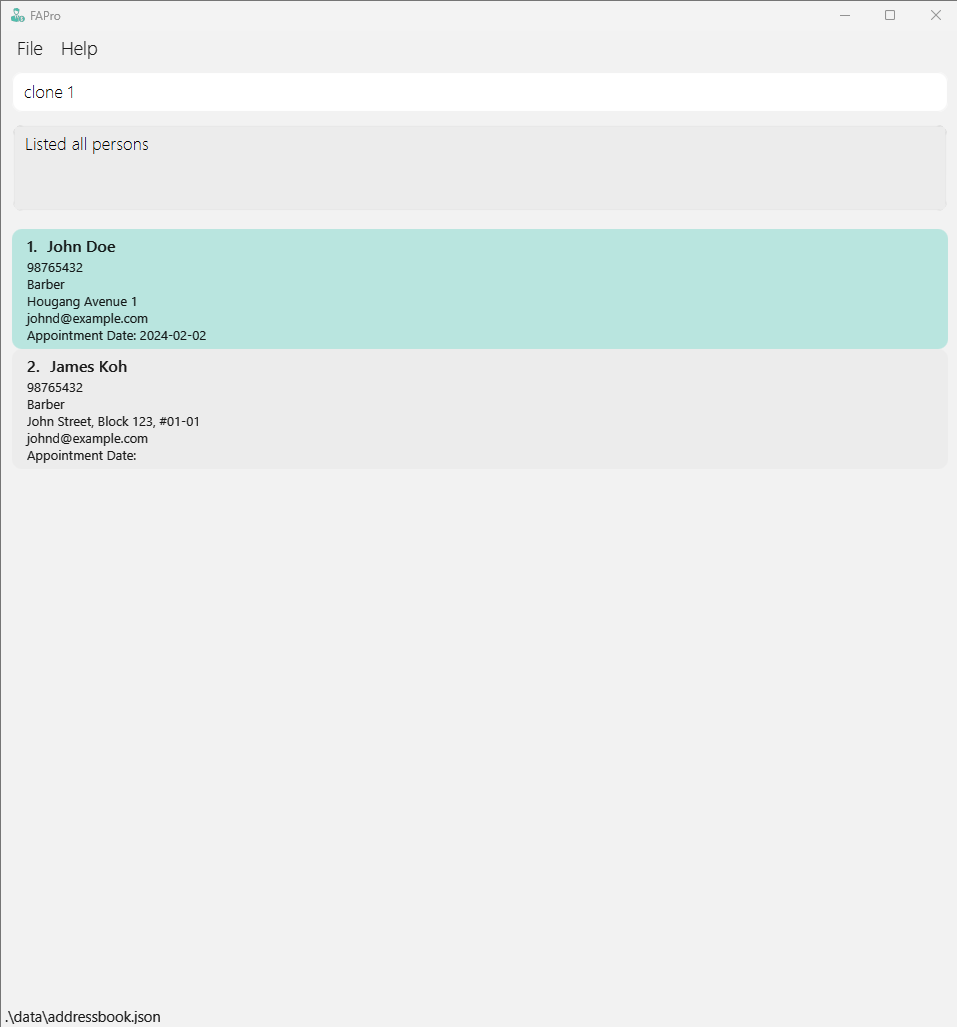 FAPro
File Help
clone 1
Listed all persons
1. John Doe
98765432
Barber
Hougang Avenue 1
johnd@example.com
Appointment Date: 2024-02-02
2. James Koh
98765432
Barber
John Street, Block 123, #01-01
johnd@example.com
Appointment Date:
.\data\addressbook.json